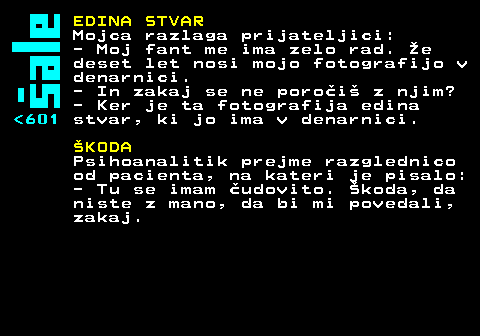 šale
<601
EDINA STVAR
Mojca razlaga prijateljici:
- Moj fant me ima zelo rad. Že
deset let nosi mojo fotografijo v
denarnici.
- In zakaj se ne poročiš z njim?
- Ker je ta fotografija edina
stvar, ki jo ima v denarnici.
ŠKODA
Psihoanalitik prejme razglednico
od pacienta, na kateri je pisalo:
- Tu se imam čudovito. Škoda, da
niste z mano, da bi mi povedali,
zakaj.